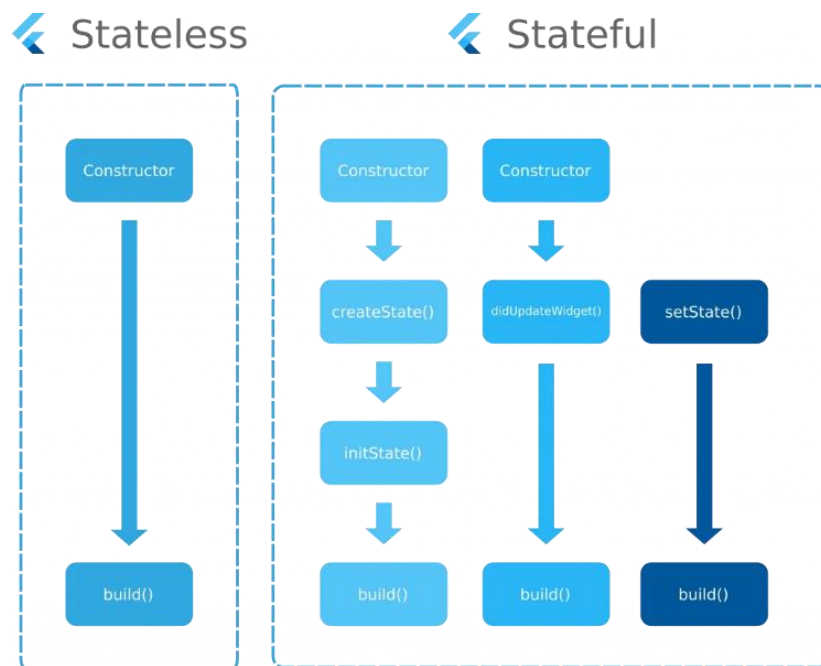 Stateless
Stateful
Constructor
Constructor
Constructor
createState()
didUpdateWidget()
setState()
initState()
build()
build()
build()
build()